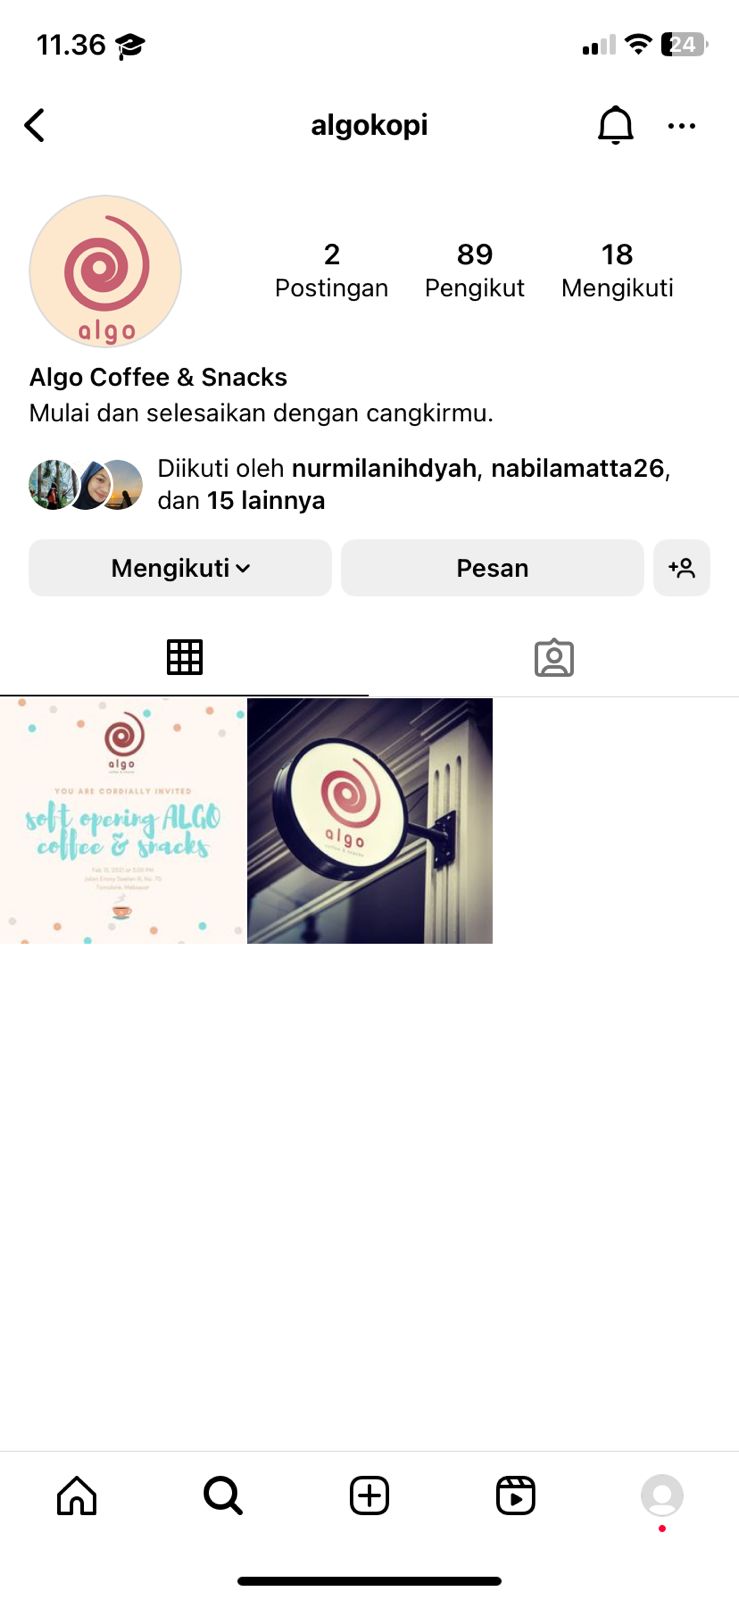 11.36
24
algokopi
algo
2
Postingan
89
Pengikut
18
Mengikuti
Algo Coffee & Snacks
Mulai dan selesaikan dengan cangkirmu.
Diikuti oleh nurmilanihdyah, nabilamatta26,
dan 15 lainnya
Mengikuti
Pesan
algo
YOU ARE CORDIALLY INVITED
soft opening ALGO
coffee & snacks
algo